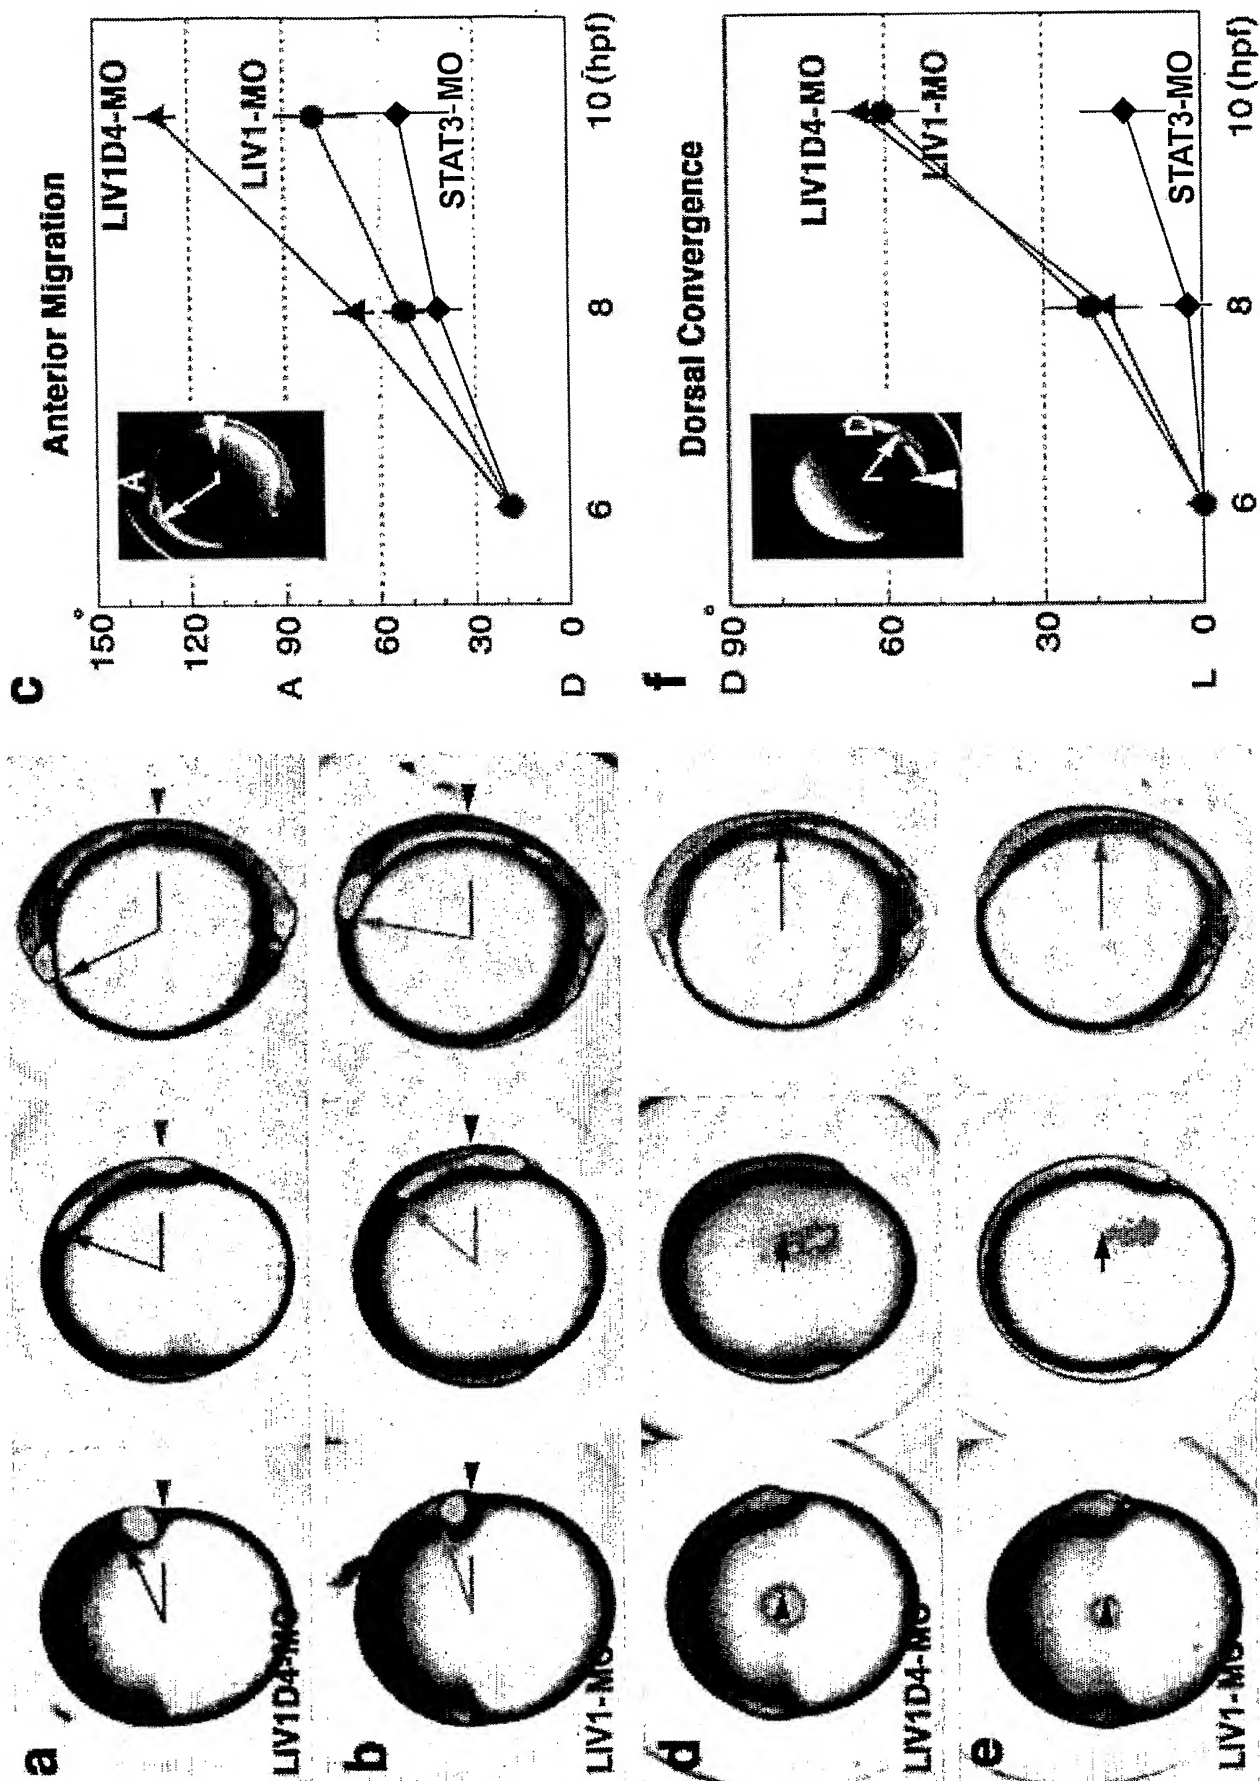 a
LIV1D4-MO
b
LIV1-MO
c
Anterior Migration
150°
120
A 90
60
30
D 0
6 8 10 (hpf)
A
LIV1D4-MO
LIV1-MO
STAT3-MO
d
LIV1D4-MO
e
LIV1-MO
f
Dorsal Convergence
D 90°
60
30
L 0
6 8 10 (hpf)
D
LIV1D4-MO
LIV1-MO
STAT3-MO